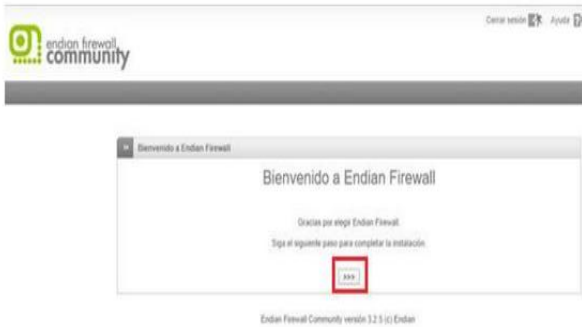 Cerrar sesión Ayuda
endian firewall
community
Bienvenido a Endian Firewall
Bienvenido a Endian Firewall
Gracias por elegir Endian Firewall.
Siga el siguiente paso para completar la instalación
>>>
Endian Firewall Community versión 3.2.5 (c) Endian